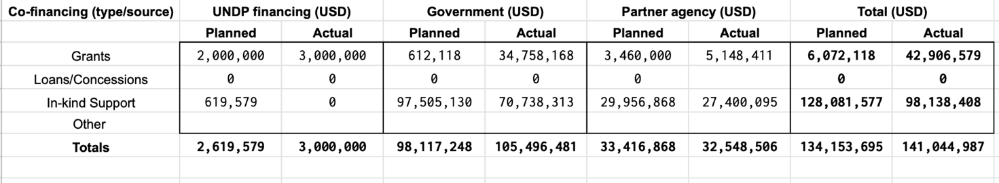 Co-financing (type/source) UNDP financing (USD) Government (USD) Partner agency (USD) Total (USD)
Planned Actual Planned Actual Planned Actual Planned Actual
Grants 2,000,000 3,000,000 612,118 34,758,168 3,460,000 5,148,411 6,072,118 42,906,579
Loans/Concessions 0 0 0 0 0 0 0
In-kind Support 619,579 0 97,505,130 70,738,313 29,956,868 27,400,095 128,081,577 98,138,408
Other
Totals 2,619,579 3,000,000 98,117,248 105,496,481 33,416,868 32,548,506 134,153,695 141,044,987